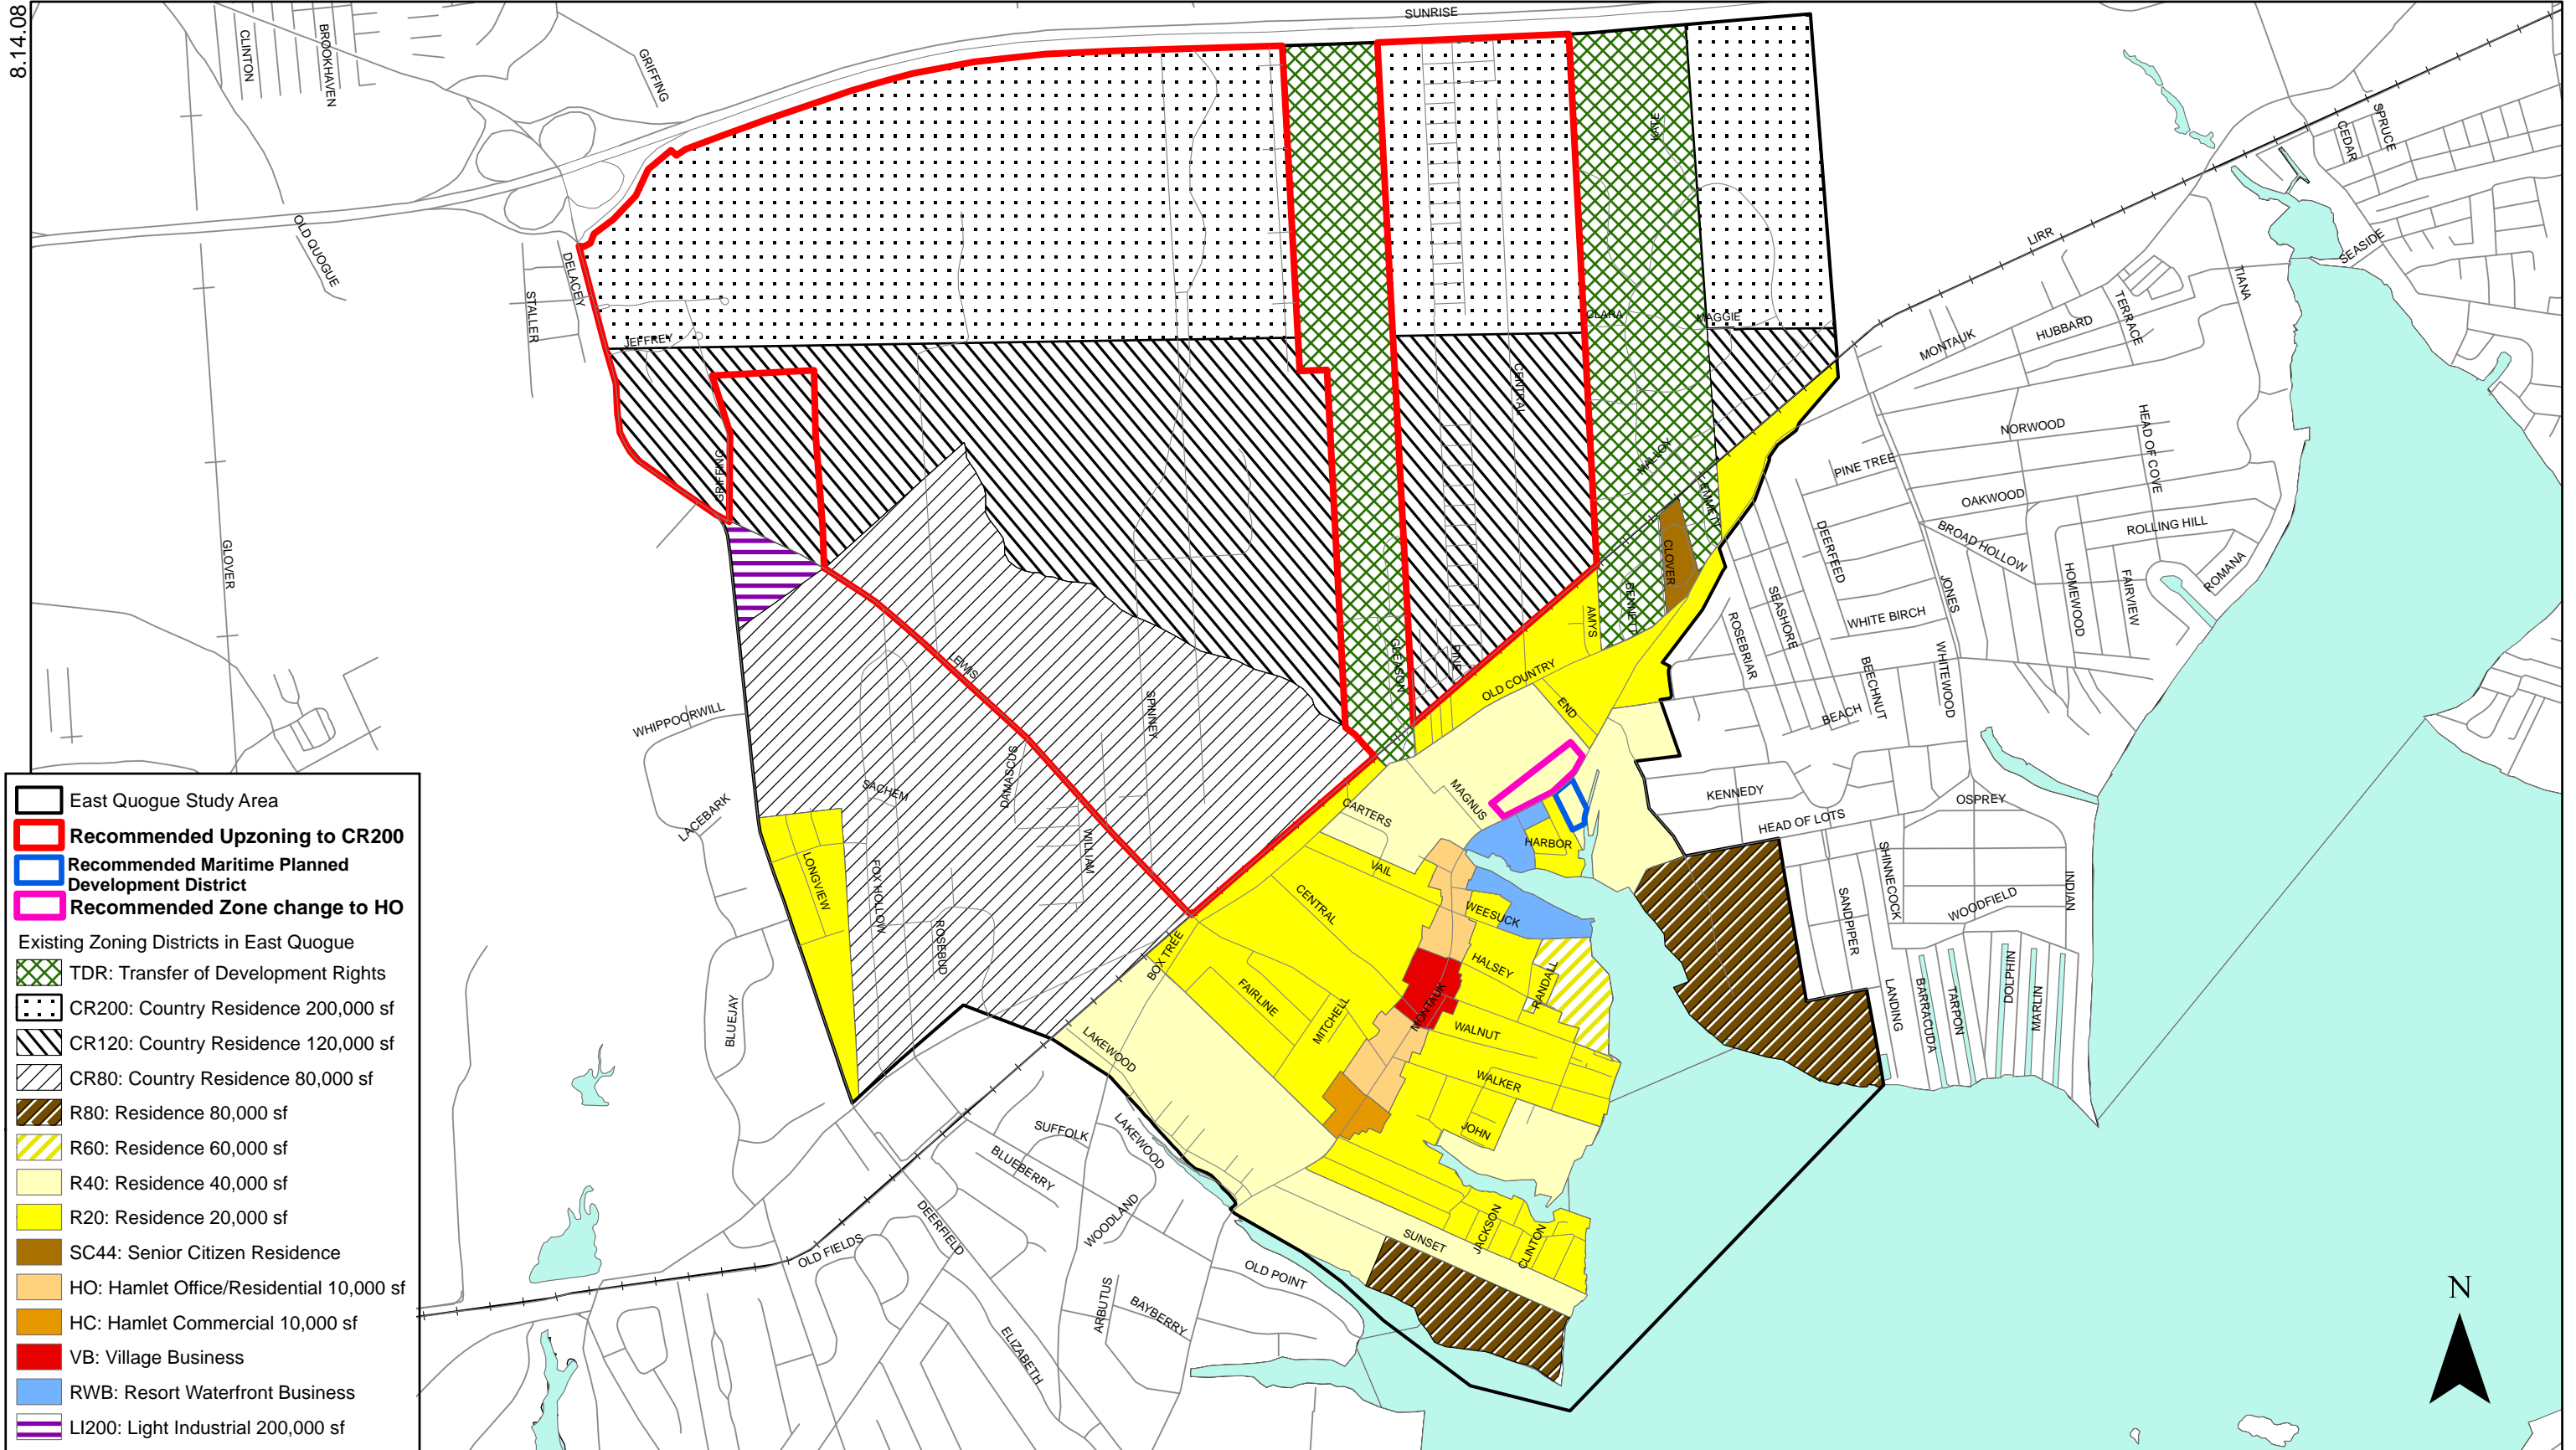 8.14.08
SUNRISE
CLINTON
BROOKHAVEN
GRIFFING
OLD QUOGUE
DELACEY
STALLER
JEFFREY
GRIFFING
GLOVER
KATE
CLARA
MAGGIE
CENTRAL
MALLOY
EMMETT
CLOVER
BENNETT
AMYS
GLEASON
PINE
OLD COUNTRY
END
LIRR
SPRUCE
CEDAR
SEASIDE
TIANA
TERRACE
HUBBARD
MONTAUK
NORWOOD
HEAD OF COVE
PINE TREE
OAKWOOD
ROLLING HILL
BROAD HOLLOW
DEERFEED
ROMANA
HOMEWOOD
FAIRVIEW
JONES
SEASHORE
WHITE BIRCH
ROSEBRIAR
WHITEWOOD
BEECHNUT
BEACH
KENNEDY
OSPREY
HEAD OF LOTS
SHINNECOCK
INDIAN
SANDPIPER
WOODFIELD
LANDING
BARRACUDA
TARPON
DOLPHIN
MARLIN
LEWIS
SPINNEY
WHIPPOORWILL
LACEBARK
SACHEM
DAMASCUS
WILLIAM
LONGVIEW
FOX HOLLOW
ROSEBUD
BLUEJAY
MAGNUS
CARTERS
HARBOR
VAIL
CENTRAL
WEESUCK
HALSEY
RANDALL
BOX TREE
FAIRLINE
MITCHELL
MONTAUK
WALNUT
WALKER
JOHN
LAKEWOOD
LAKEWOOD
SUFFOLK
BLUEBERRY
WOODLAND
DEERFIELD
OLD FIELDS
ARBUTUS
BAYBERRY
ELIZABETH
OLD POINT
SUNSET
JACKSON
CLINTON
N
East Quogue Study Area
Recommended Upzoning to CR200
Recommended Maritime Planned
Development District
Recommended Zone change to HO
Existing Zoning Districts in East Quogue
TDR: Transfer of Development Rights
CR200: Country Residence 200,000 sf
CR120: Country Residence 120,000 sf
CR80: Country Residence 80,000 sf
R80: Residence 80,000 sf
R60: Residence 60,000 sf
R40: Residence 40,000 sf
R20: Residence 20,000 sf
SC44: Senior Citizen Residence
HO: Hamlet Office/Residential 10,000 sf
HC: Hamlet Commercial 10,000 sf
VB: Village Business
RWB: Resort Waterfront Business
LI200: Light Industrial 200,000 sf